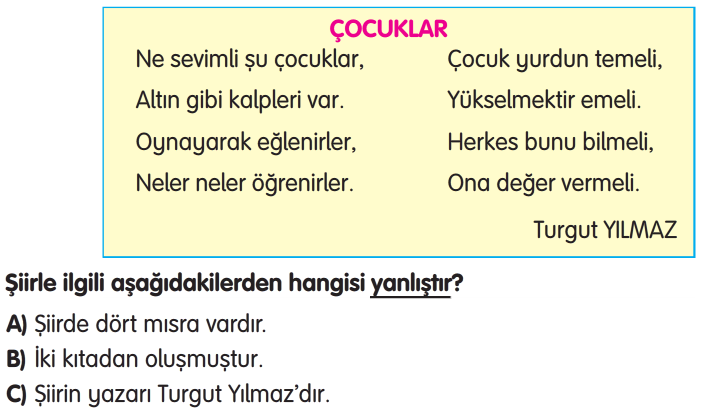 ÇOCUKLAR
Ne sevimli şu çocuklar,
Altın gibi kalpleri var.
Oynayarak eğlenirler,
Neler neler öğrenirler.
Çocuk yurdun temeli,
Yükselmektir emeli.
Herkes bunu bilmeli,
Ona değer vermeli.
Turgut YILMAZ
Şiirle ilgili aşağıdakilerden hangisi yanlıştır?
A) Şiirde dört mısra vardır.
B) İki kıtadan oluşmuştur.
C) Şiirin yazarı Turgut Yılmaz’dır.